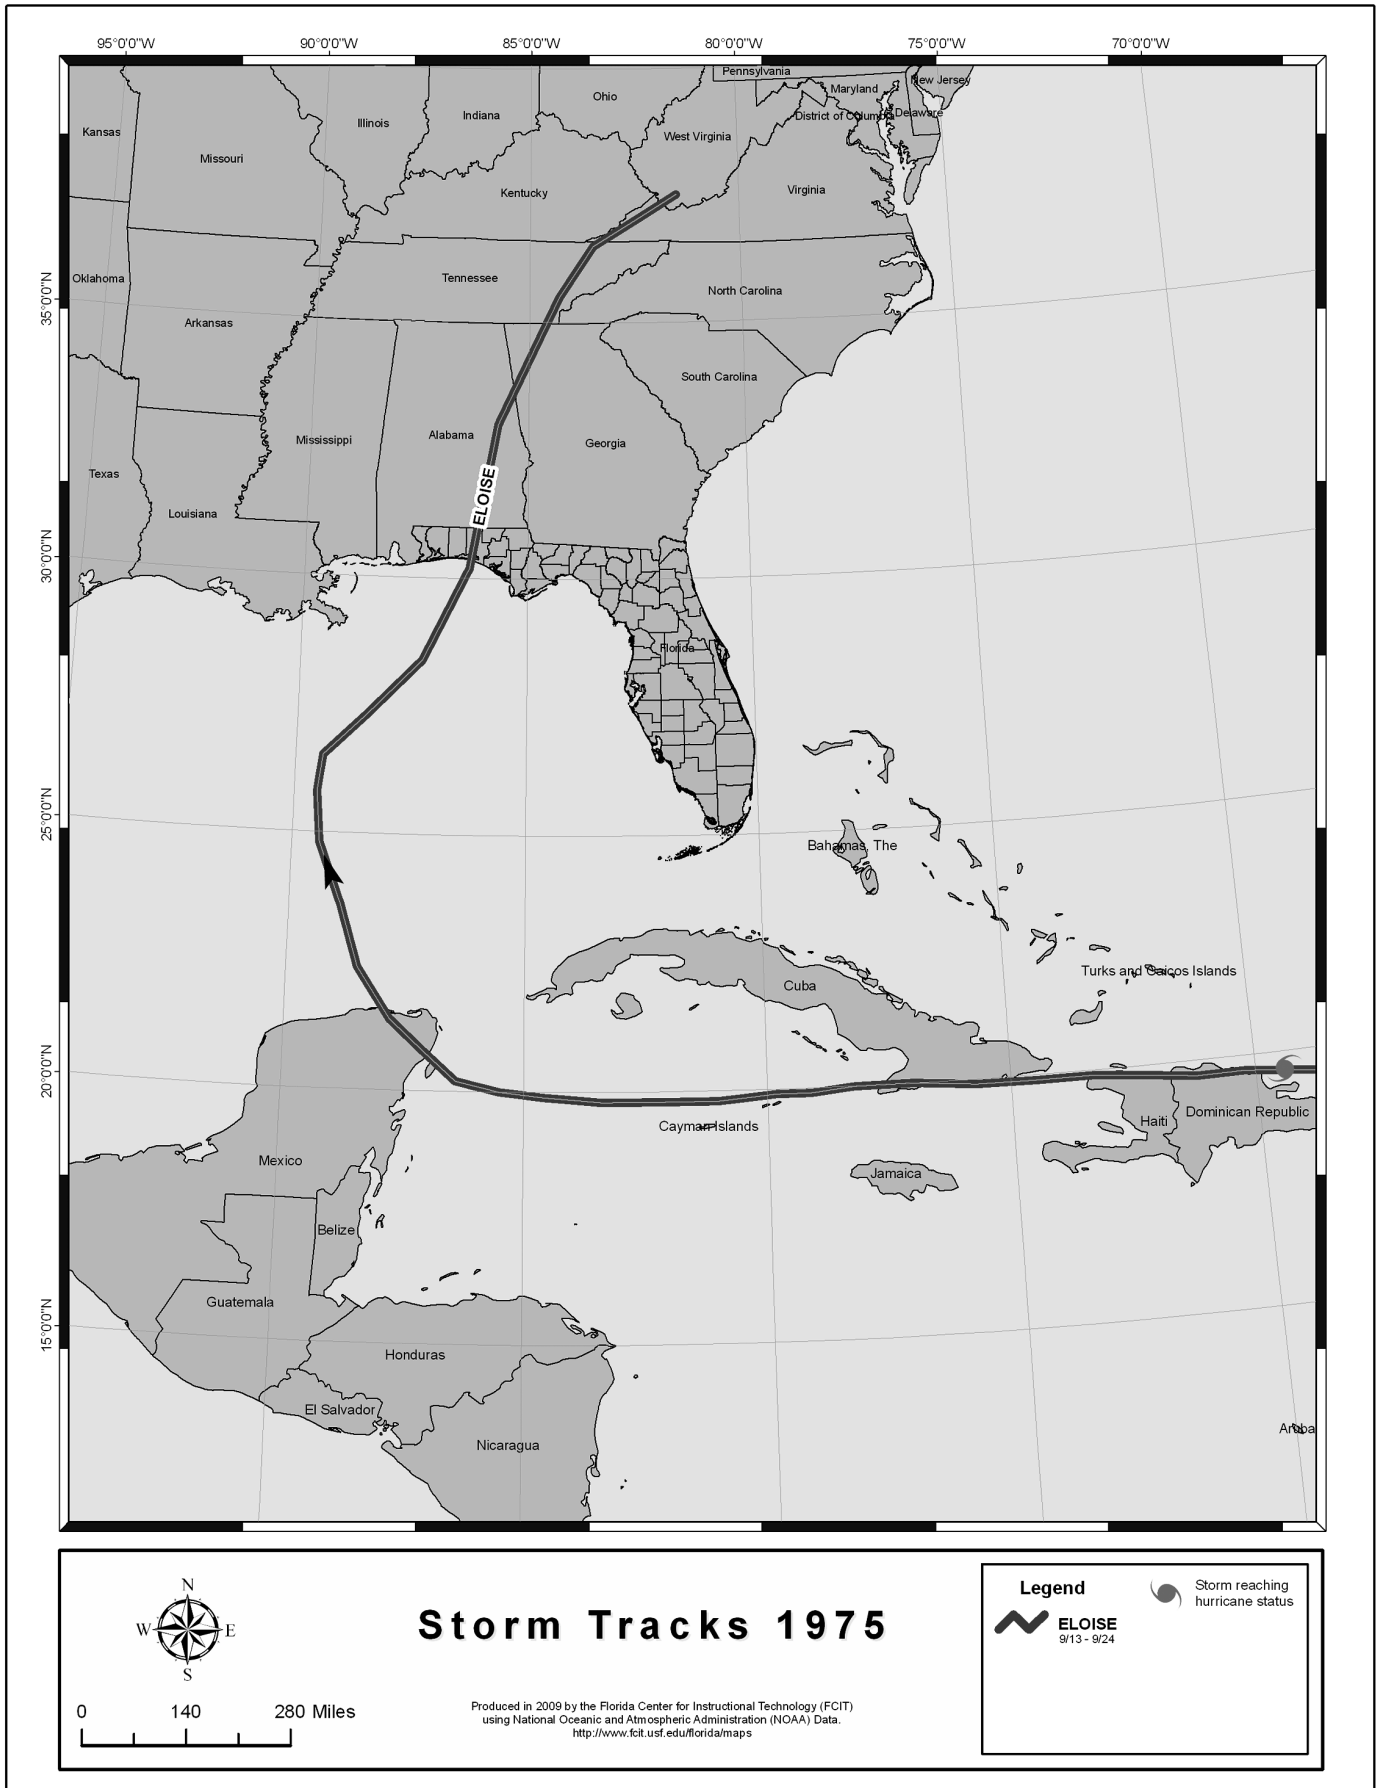 95°0'0"W 90°0'0"W 85°0'0"W 80°0'0"W 75°0'0"W 70°0'0"W
Pennsylvania
New Jersey
Maryland
Ohio
Delaware
Indiana
District of Columbia
Illinois
Kansas
West Virginia
Missouri
Virginia
Kentucky
Oklahoma
Tennessee
35°0'0"N
North Carolina
Arkansas
South Carolina
Alabama
Mississippi
Georgia
Texas
ELOISE
Louisiana
30°0'0"N
Florida
25°0'0"N
Bahamas, The
Turks and Caicos Islands
Cuba
20°0'0"N
Dominican Republic
Haiti
Cayman Islands
Mexico
Jamaica
Belize
Guatemala
15°0'0"N
Honduras
El Salvador
Aruba
Nicaragua
N
W E
S
0 140 280 Miles
Storm Tracks 1975
Produced in 2009 by the Florida Center for Instructional Technology (FCIT)
using National Oceanic and Atmospheric Administration (NOAA) Data.
http://www.fcit.usf.edu/florida/maps
Legend
ELOISE
9/13 - 9/24
Storm reaching
hurricane status